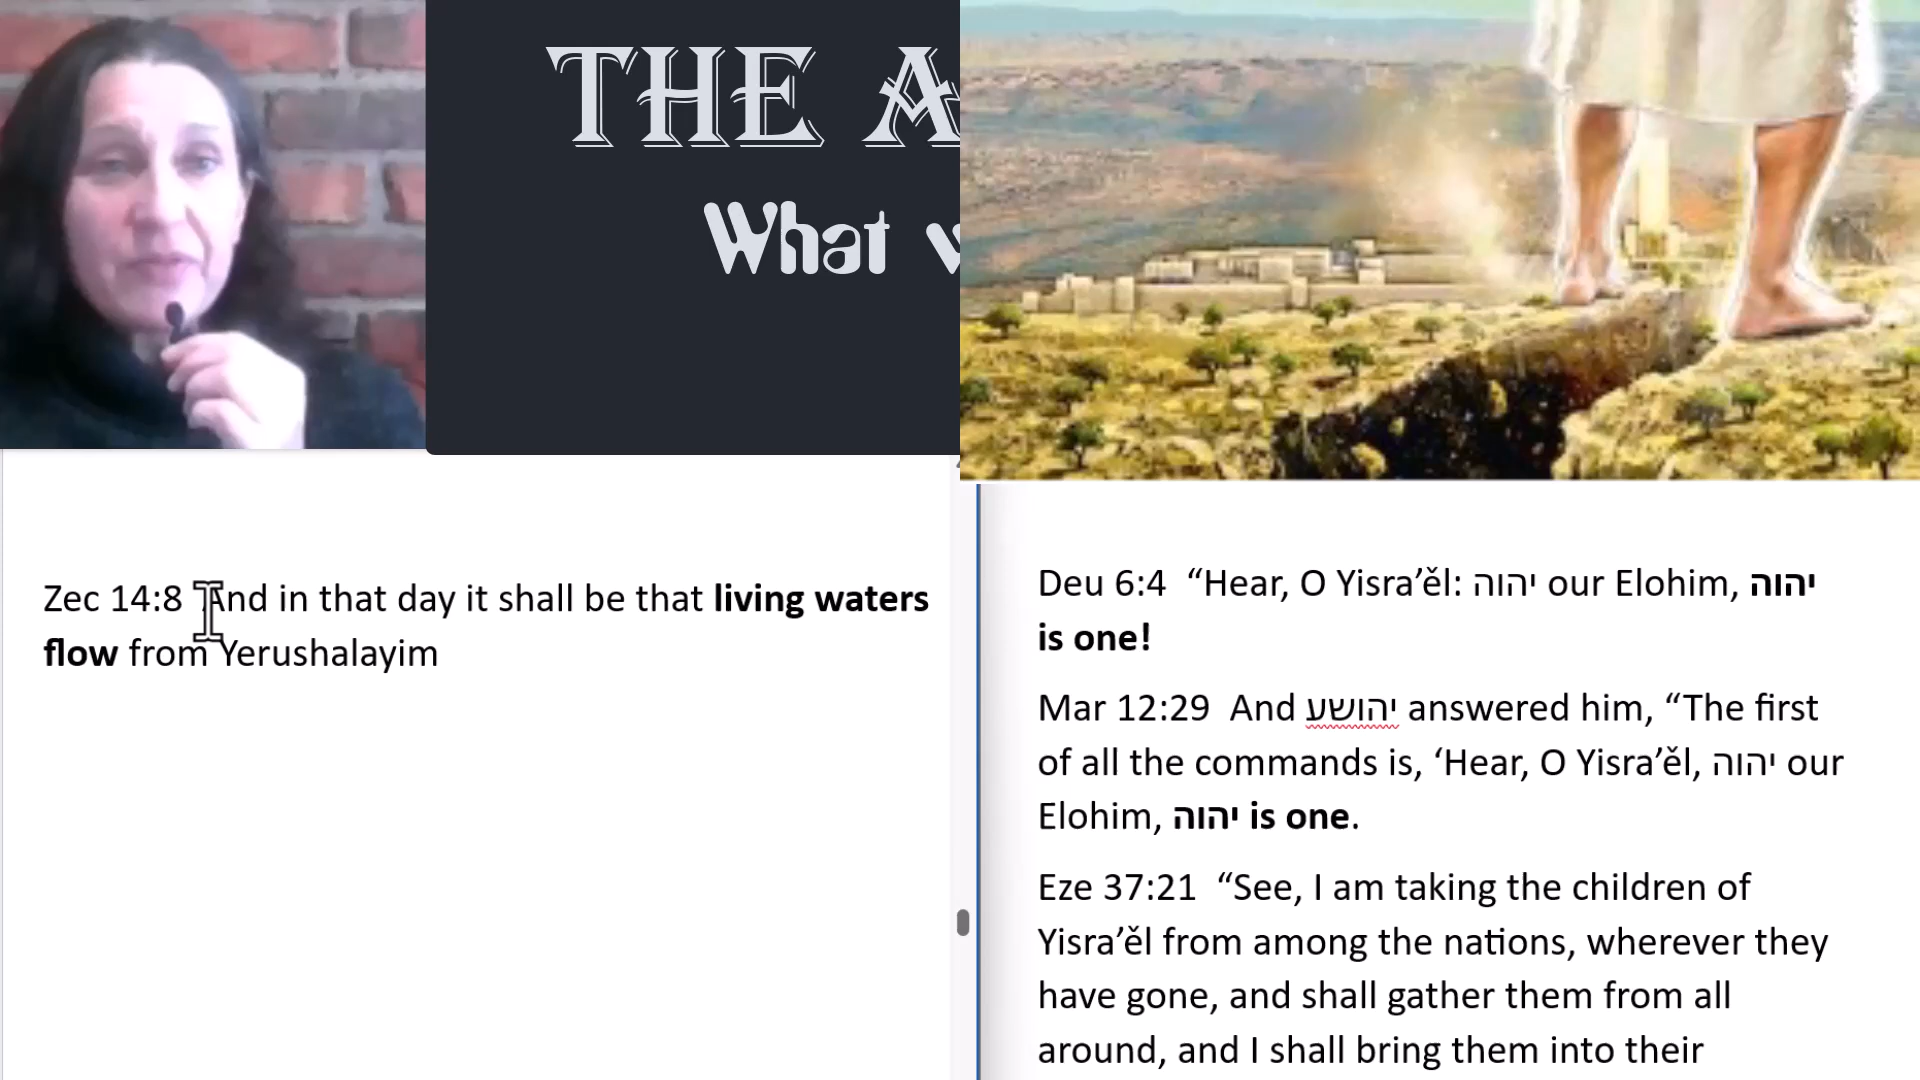 THE A
What
Zec 14:8 And in that day it shall be that living waters
flow from Yerushalayim
Deu 6:4 “Hear, O Yisra’ěl: יהוה our Elohim, יהוה
is one!
Mar 12:29 And יהושע answered him, “The first
of all the commands is, ‘Hear, O Yisra’ěl, יהוה our
Elohim, יהוה is one.
Eze 37:21 “See, I am taking the children of
Yisra’ěl from among the nations, wherever they
have gone, and shall gather them from all
around, and I shall bring them into their